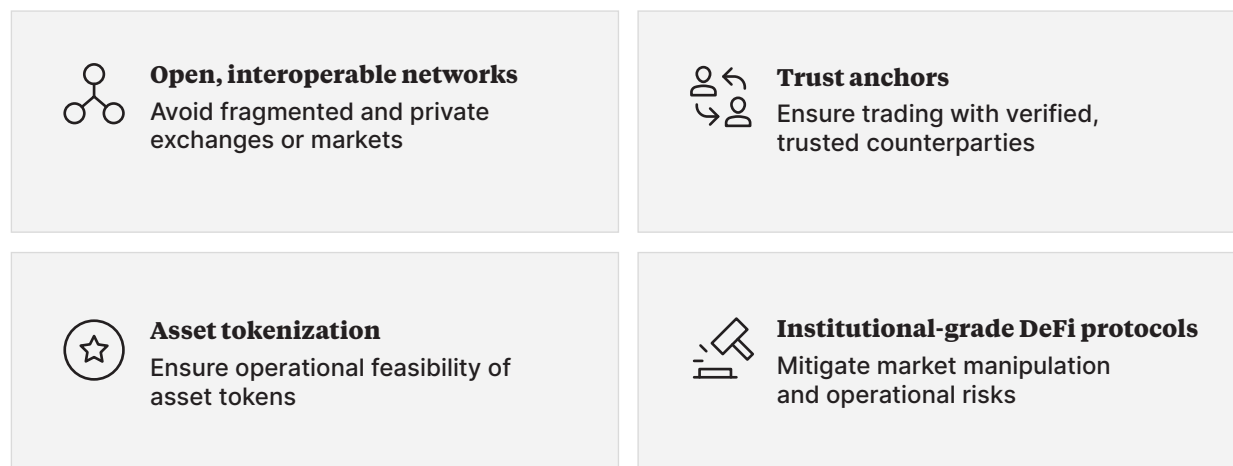 Open, interoperable networks
Avoid fragmented and private
exchanges or markets
Trust anchors
Ensure trading with verified,
trusted counterparties
Asset tokenization
Ensure operational feasibility of
asset tokens
Institutional-grade DeFi protocols
Mitigate market manipulation
and operational risks